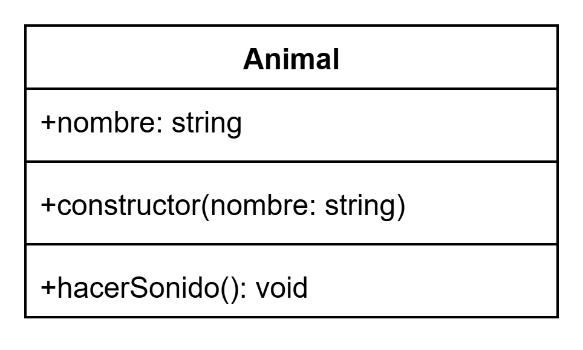 Animal
+nombre: string
+constructor(nombre: string)
+hacerSonido(): void